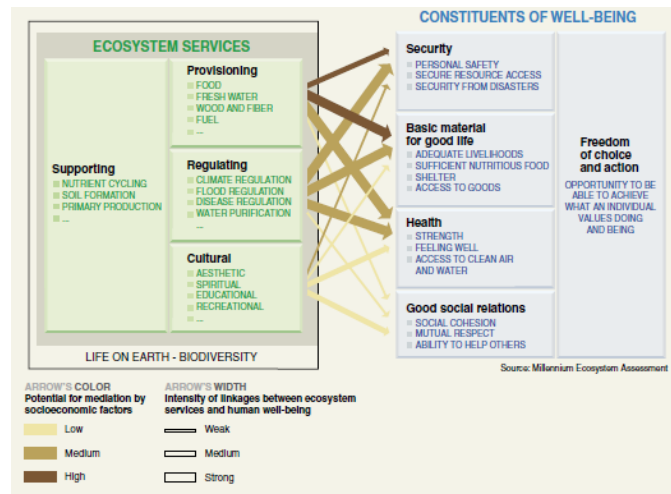 CONSTITUENTS OF WELL-BEING
ECOSYSTEM SERVICES
Supporting
NUTRIENT CYCLING
SOIL FORMATION
PRIMARY PRODUCTION
...
Provisioning
FOOD
FRESH WATER
WOOD AND FIBER
FUEL
...
Regulating
CLIMATE REGULATION
FLOOD REGULATION
DISEASE REGULATION
WATER PURIFICATION
...
Cultural
AESTHETIC
SPIRITUAL
EDUCATIONAL
RECREATIONAL
...
LIFE ON EARTH - BIODIVERSITY
Security
PERSONAL SAFETY
SECURE RESOURCE ACCESS
SECURITY FROM DISASTERS
Basic material
for good life
ADEQUATE LIVELIHOODS
SUFFICIENT NUTRITIOUS FOOD
SHELTER
ACCESS TO GOODS
Health
STRENGTH
FEELING WELL
ACCESS TO CLEAN AIR
AND WATER
Good social relations
SOCIAL COHESION
MUTUAL RESPECT
ABILITY TO HELP OTHERS
Freedom
of choice
and action
OPPORTUNITY TO BE
ABLE TO ACHIEVE
WHAT AN INDIVIDUAL
VALUES DOING
AND BEING
Source: Millennium Ecosystem Assessment
ARROW'S COLOR
Potential for mediation by
socioeconomic factors
Low
Medium
High
ARROW'S WIDTH
Intensity of linkages between ecosystem
services and human well-being
Weak
Medium
Strong